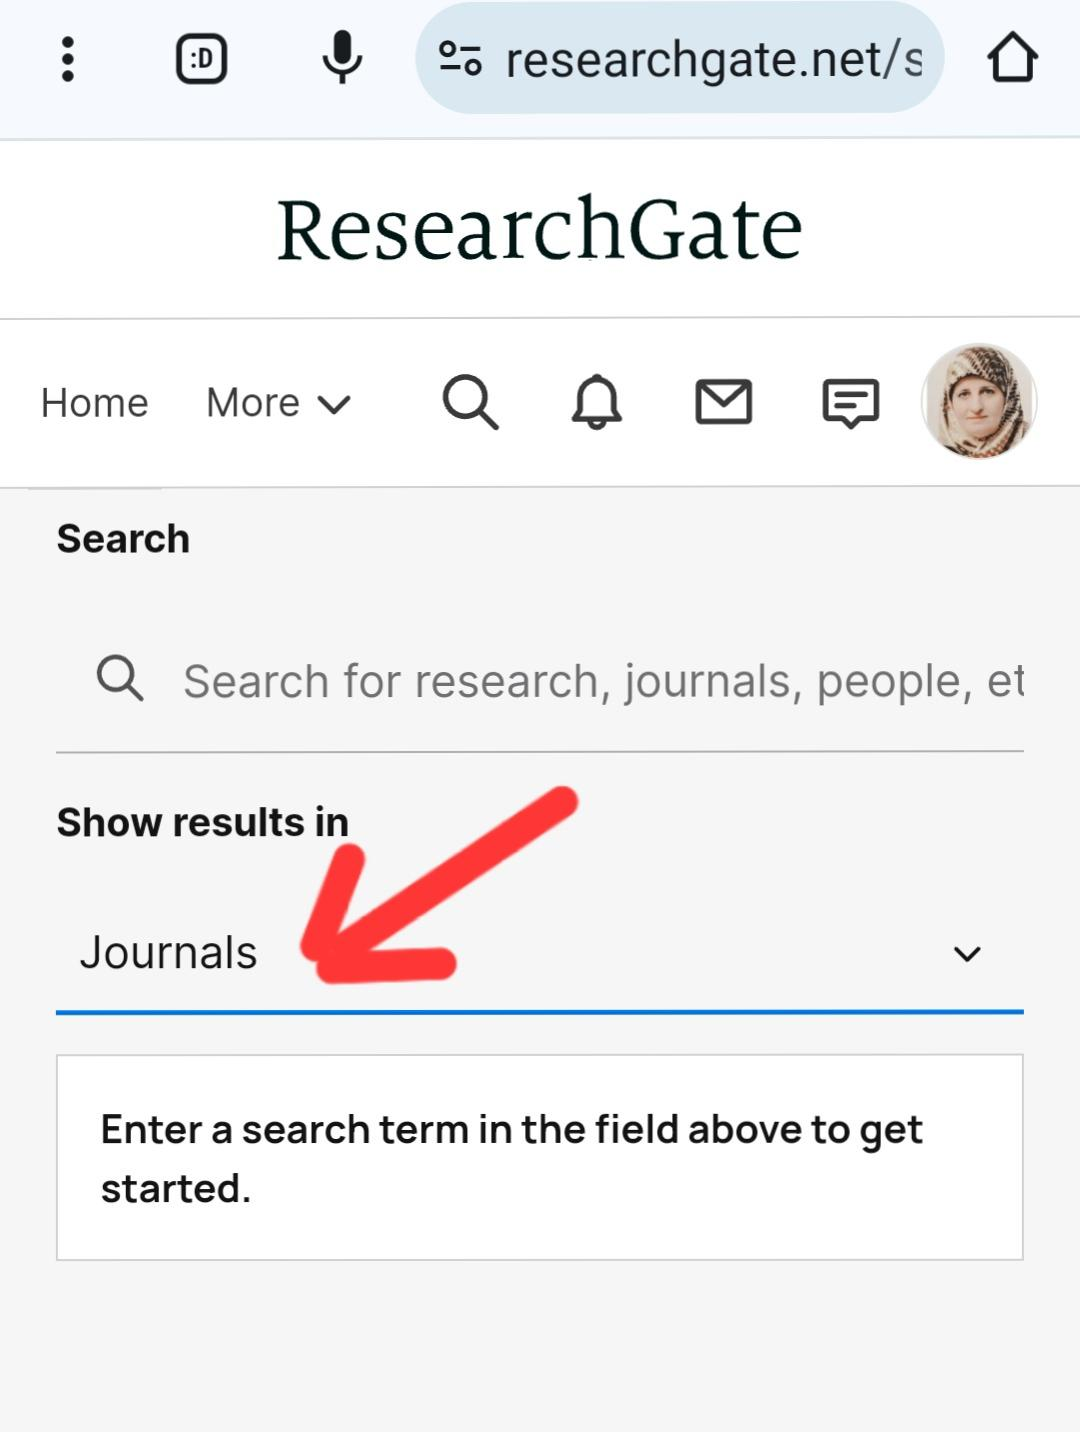 :D
researchgate.net/s
ResearchGate
Home More
Search
Search for research, journals, people, et
Show results in
Journals
Enter a search term in the field above to get
started.